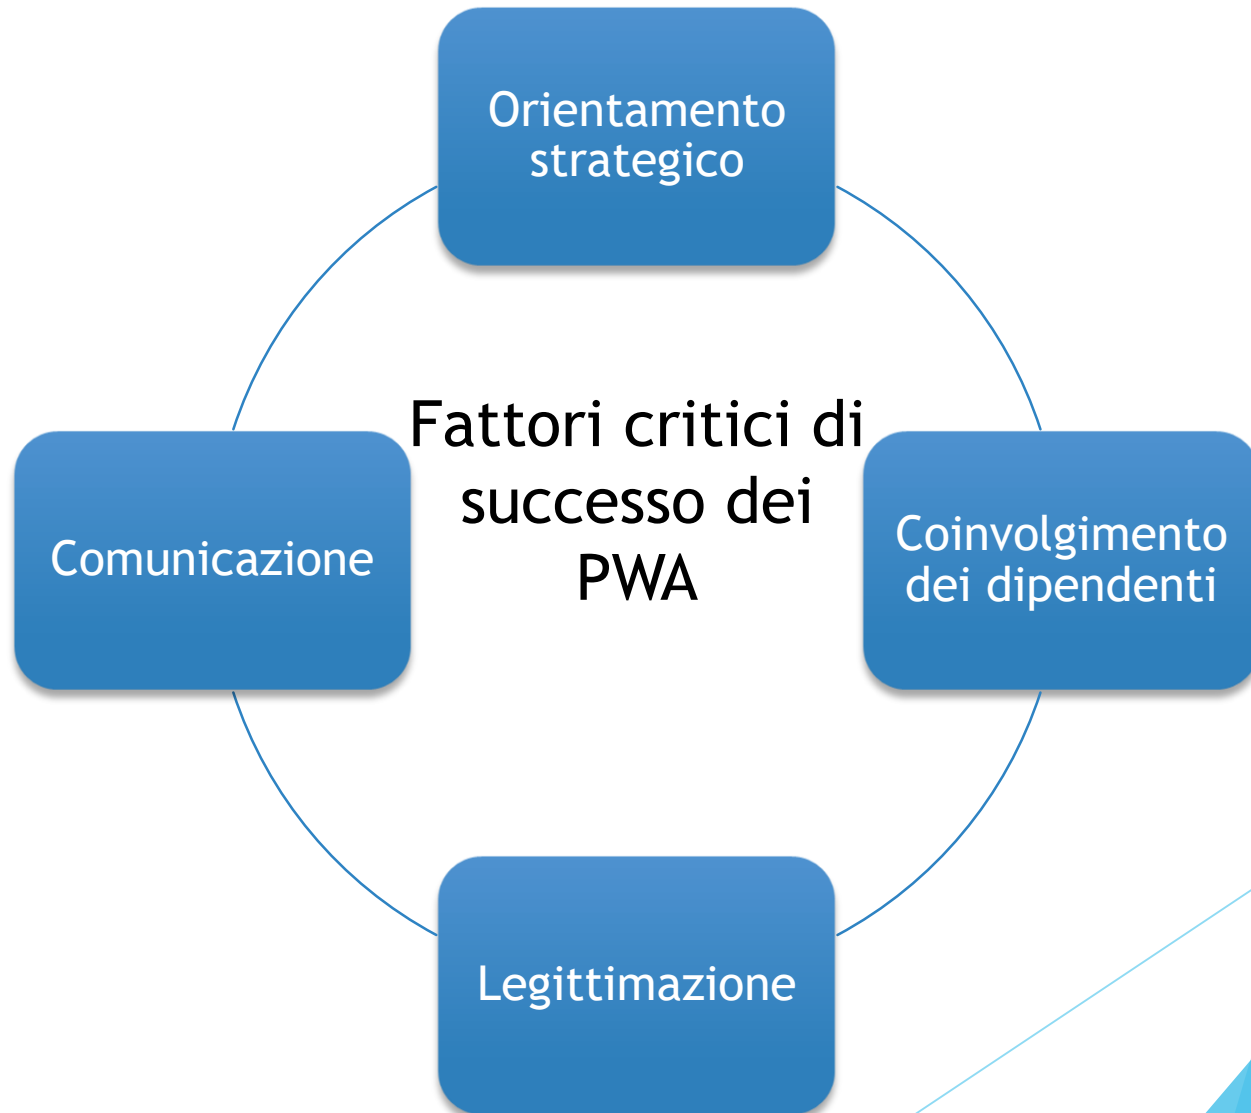 Orientamento
strategico
Fattori critici di
successo dei
PWA
Comunicazione
Coinvolgimento
dei dipendenti
Legittimazione